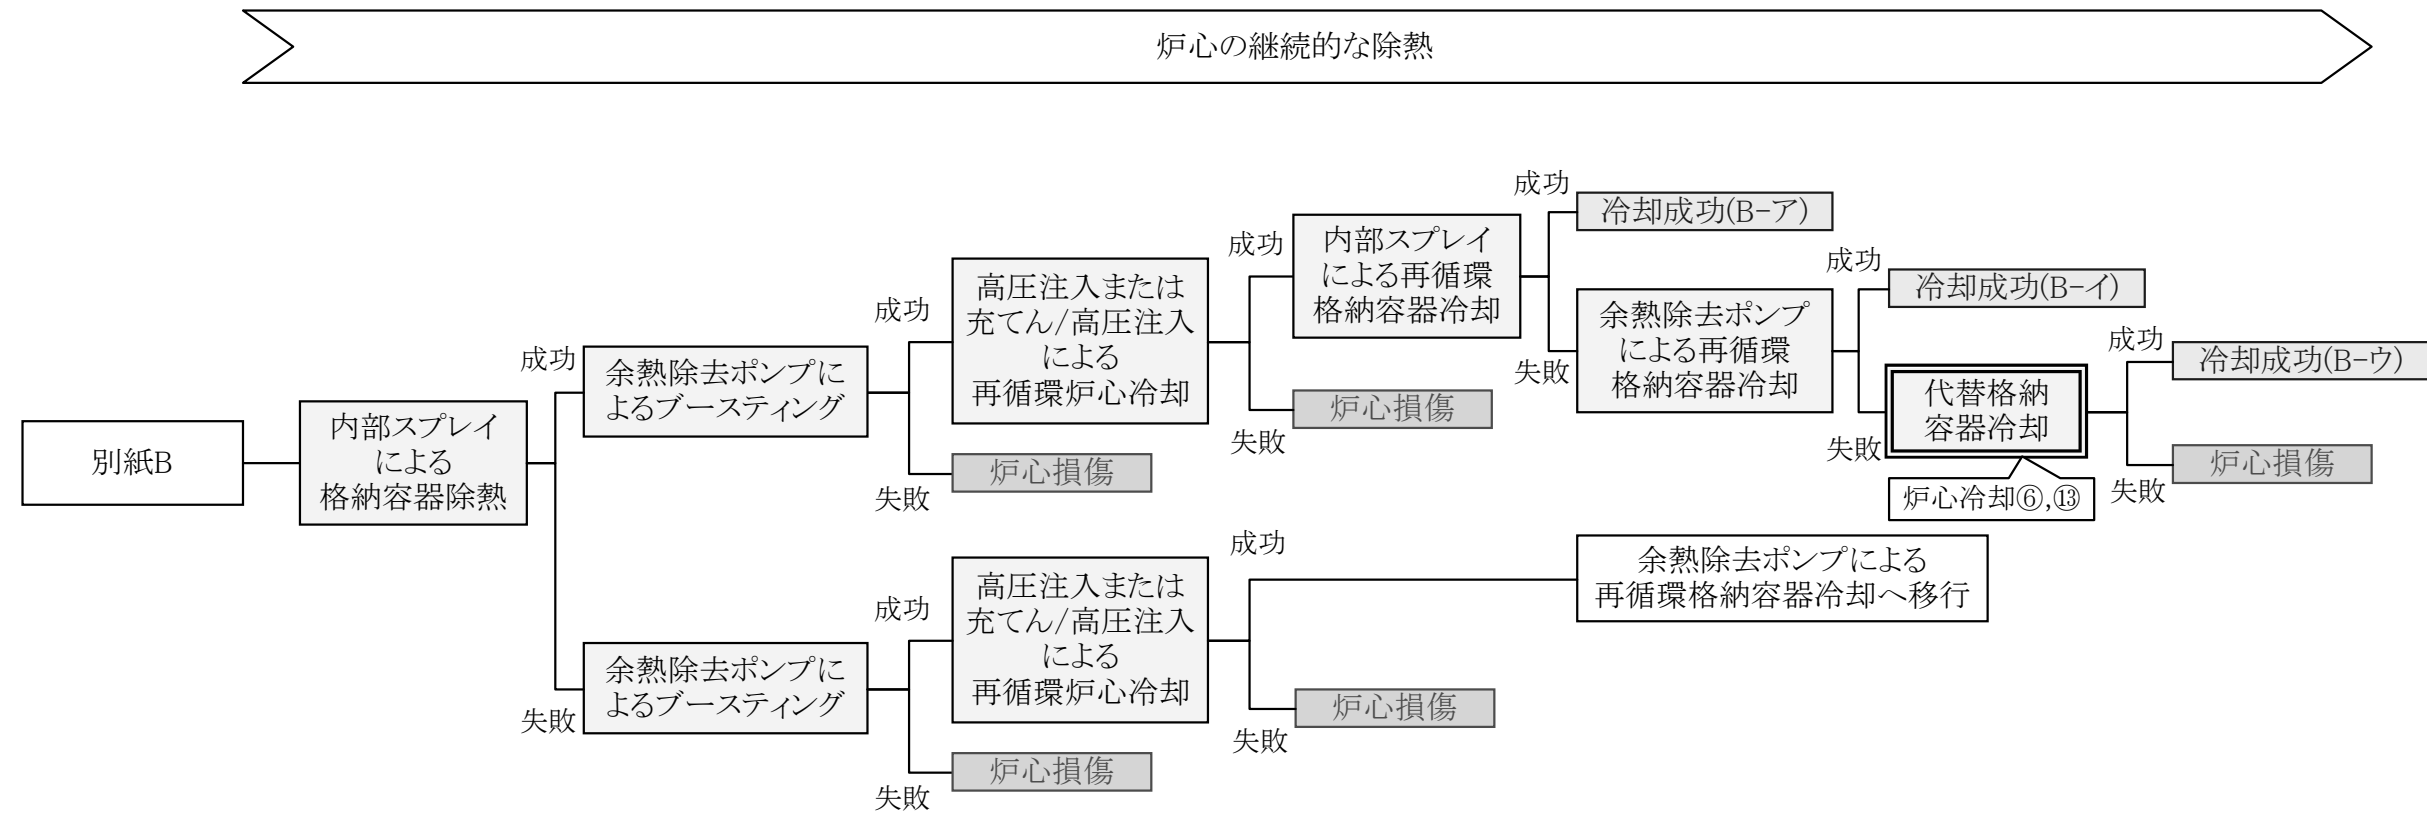 炉心の継続的な除熱
別紙B
内部スプレイ
による
格納容器除熱
成功
余熱除去ポンプに
よるブースティング
成功
高圧注入または
充てん/高圧注入
による
再循環炉心冷却
成功
内部スプレイ
による再循環
格納容器冷却
成功
冷却成功(B-ア)
失敗
余熱除去ポンプ
による再循環
格納容器冷却
成功
冷却成功(B-イ)
失敗
代替格納
容器冷却
炉心冷却⑥,⑬
成功
冷却成功(B-ウ)
失敗
炉心損傷
失敗
炉心損傷
失敗
炉心損傷
失敗
余熱除去ポンプに
よるブースティング
成功
高圧注入または
充てん/高圧注入
による
再循環炉心冷却
成功
余熱除去ポンプによる
再循環格納容器冷却へ移行
失敗
炉心損傷
失敗
炉心損傷